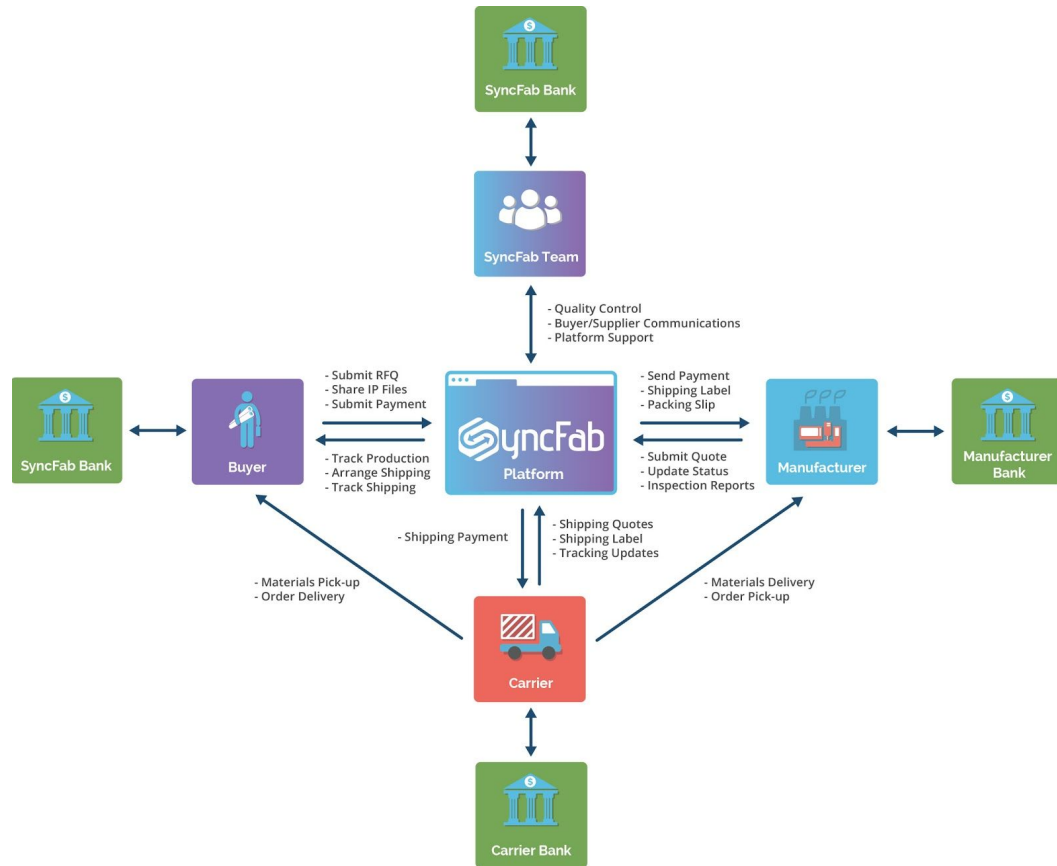 SyncFab Bank
SyncFab Team
- Quality Control
- Buyer/Supplier Communications
- Platform Support
- Submit RFQ
- Share IP Files
- Submit Payment
- Send Payment
- Shipping Label
- Packing Slip
SyncFab Bank
Buyer
SyncFab
Platform
Manufacturer
Manufacturer
Bank
- Track Production
- Arrange Shipping
- Track Shipping
- Submit Quote
- Update Status
- Inspection Reports
- Shipping Payment
- Shipping Quotes
- Shipping Label
- Tracking Updates
- Materials Pick-up
- Order Delivery
- Materials Delivery
- Order Pick-up
Carrier
Carrier Bank